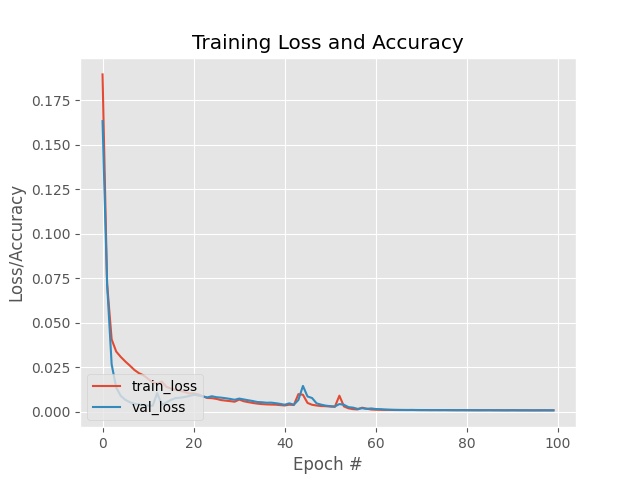 Training Loss and Accuracy
Loss/Accuracy
0.175
0.150
0.125
0.100
0.075
0.050
0.025
0.000
train_loss
val_loss
0 20 40 60 80 100
Epoch #